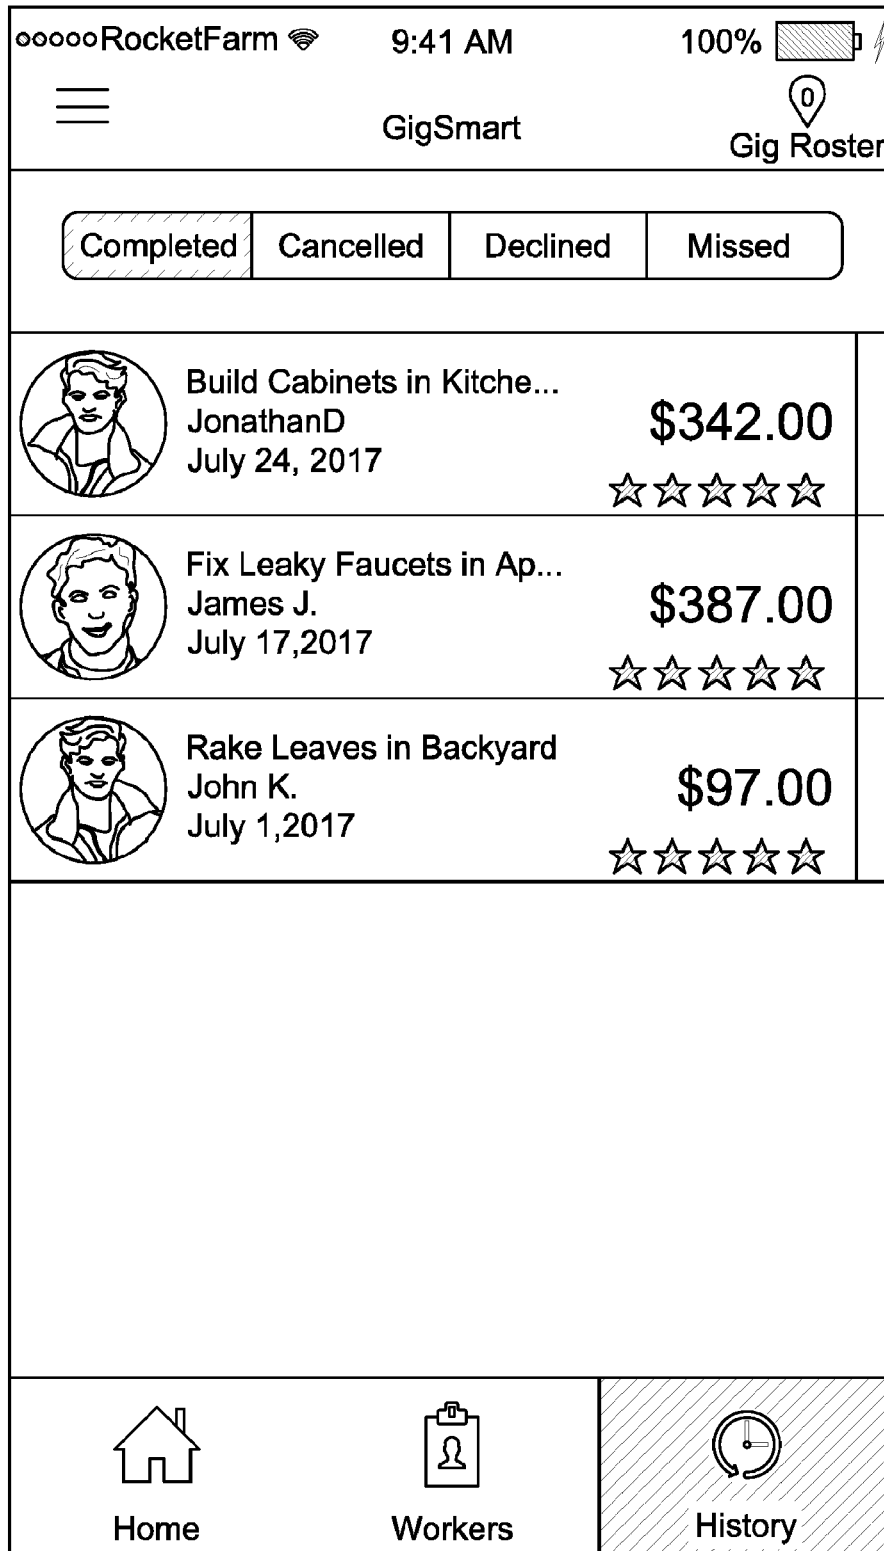 ooooo RocketFarm 9:41 AM 100%
0
GigSmart
Gig Roster
Completed Cancelled Declined Missed
Build Cabinets in Kitche...
JonathanD
$342.00
July 24, 2017
Fix Leaky Faucets in Ap...
James J.
$387.00
July 17,2017
Rake Leaves in Backyard
John K.
$97.00
July 1,2017
Home Workers History